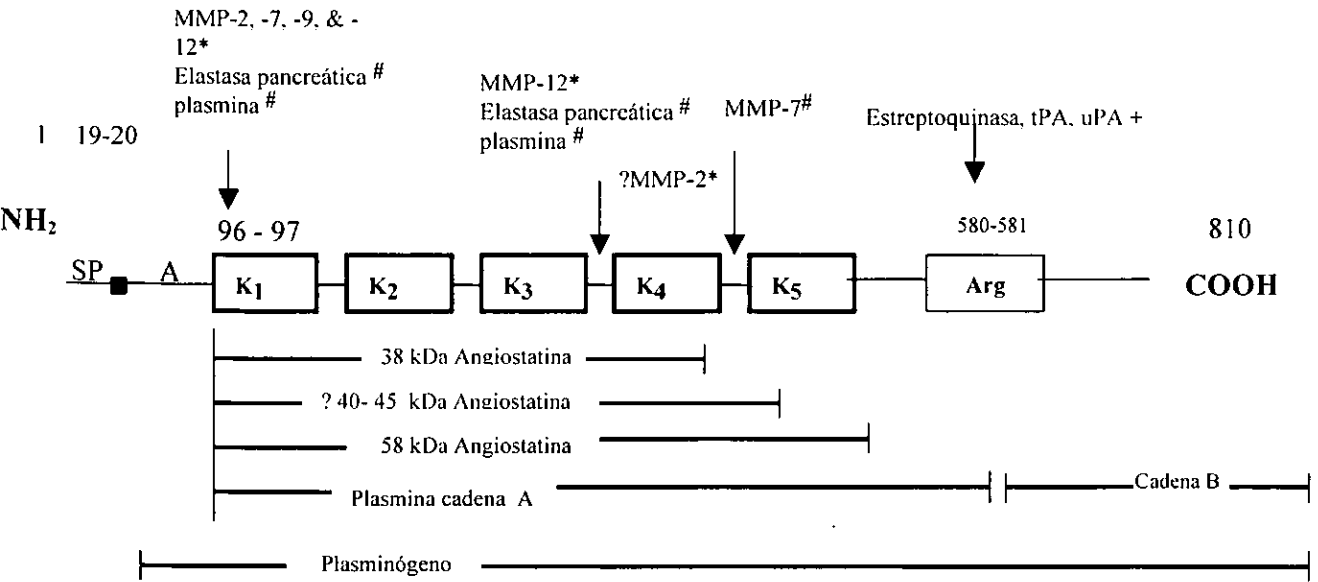 MMP-2, -7, -9, & -
12*
Elastasa pancreática #
plasmina #
MMP-12*
Elastasa pancreática #
plasmina #
MMP-7#
Estreptoquinasa, tPA, uPA +
1 19-20
?MMP-2*
NH2
96 - 97
580-581
810
SP
A
K1
K2
K3
K4
K5
Arg
COOH
38 kDa Angiostatina
? 40- 45 kDa Angiostatina
58 kDa Angiostatina
Plasmina cadena A
Cadena B
Plasminógeno